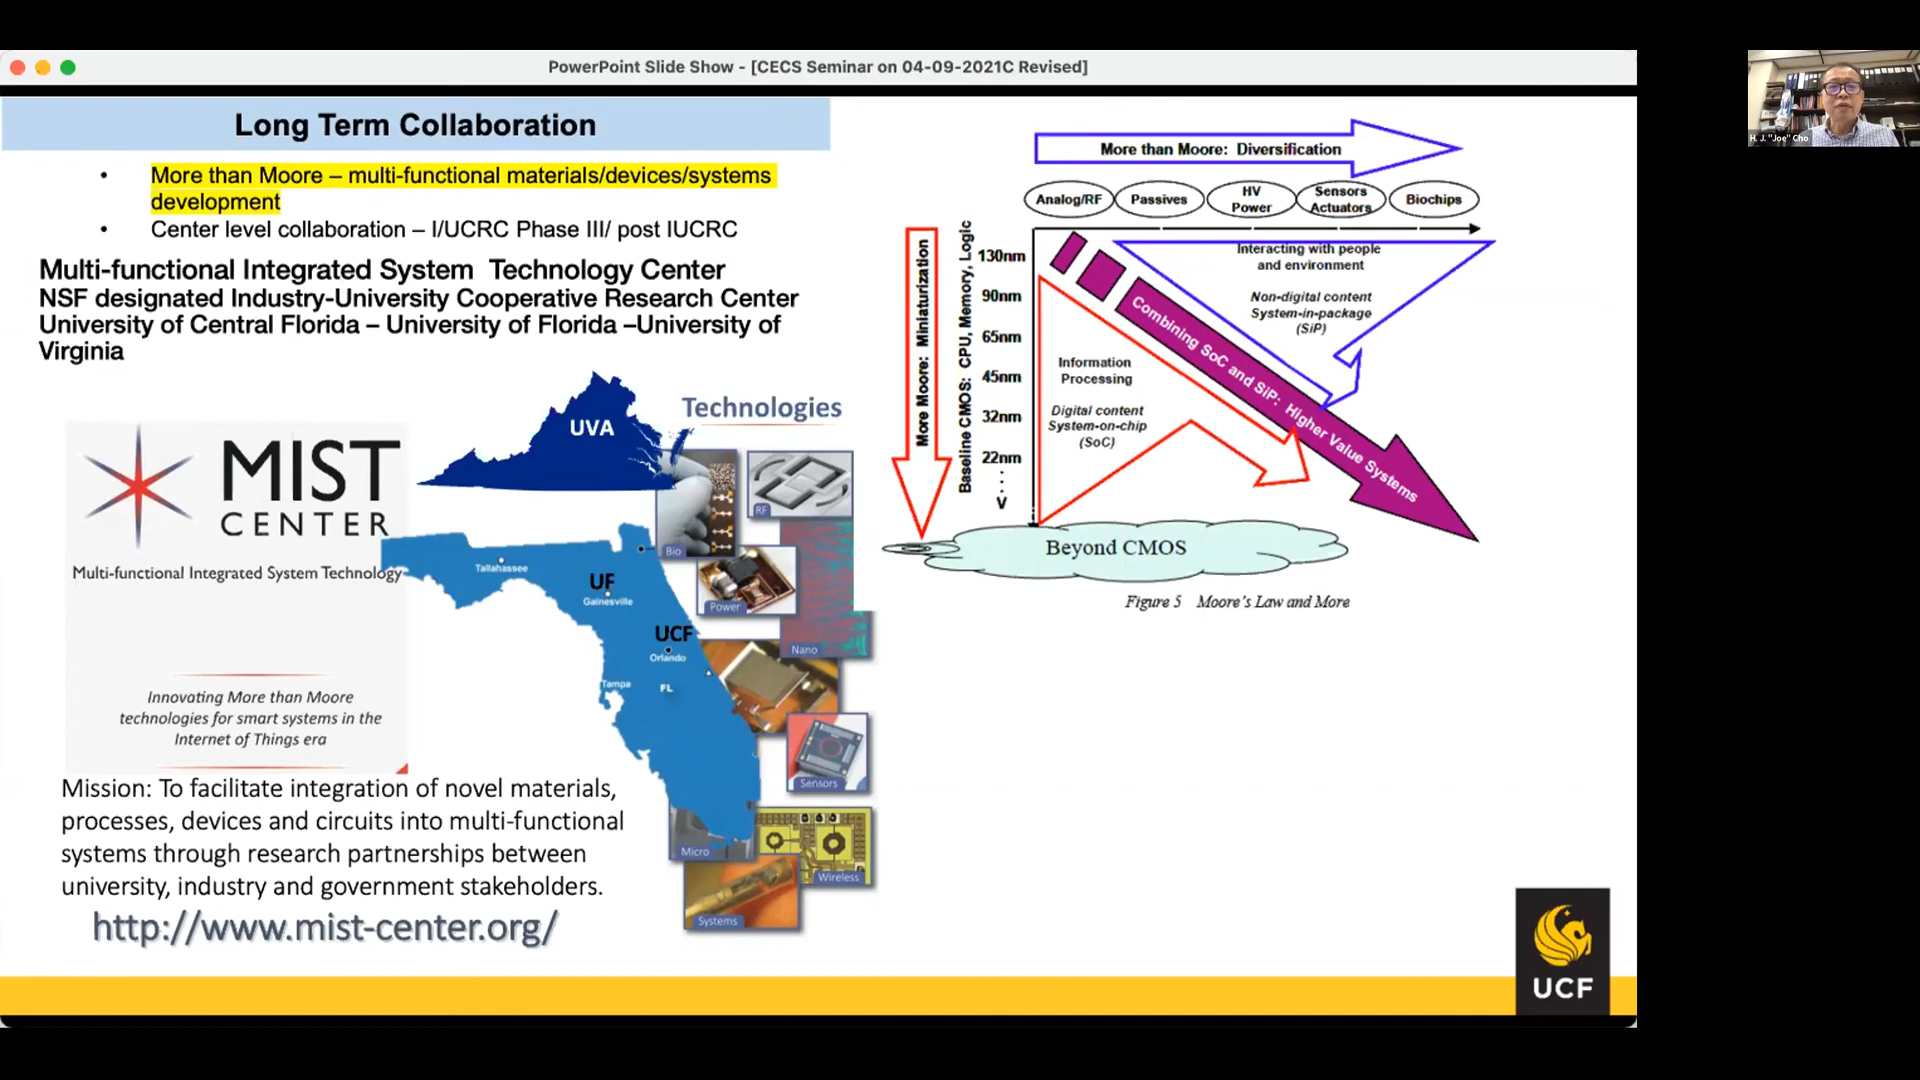 PowerPoint Slide Show - [CECS Seminar on 04-09-2021C Revised]
Long Term Collaboration
• More than Moore – multi-functional materials/devices/systems
development
• Center level collaboration – I/UCRC Phase III/ post IUCRC
Multi-functional Integrated System Technology Center
NSF designated Industry-University Cooperative Research Center
University of Central Florida – University of Florida –University of
Virginia
MIST
CENTER
Multi-functional Integrated System Technology
Innovating More than Moore
technologies for smart systems in the
Internet of Things era
UVA
Tallahassee
UF
Gainesville
UCF
Orlando
Tampa
FL
Technologies
Bio
RF
Power
Nano
Sensors
Micro
Wireless
Systems
Mission: To facilitate integration of novel materials,
processes, devices and circuits into multi-functional
systems through research partnerships between
university, industry and government stakeholders.
http://www.mist-center.org/
More than Moore: Diversification
Analog/RF
Passives
HV
Power
Sensors
Actuators
Biochips
More Moore: Miniaturization
Baseline CMOS: CPU, Memory, Logic
130nm
90nm
65nm
45nm
32nm
22nm
V
Interacting with people
and environment
Non-digital content
System-in-package
(SiP)
Combining SoC and SiP: Higher Value Systems
Information
Processing
Digital content
System-on-chip
(SoC)
Beyond CMOS
Figure 5 Moore's Law and More
UCF
H. J. "Joe" Cho